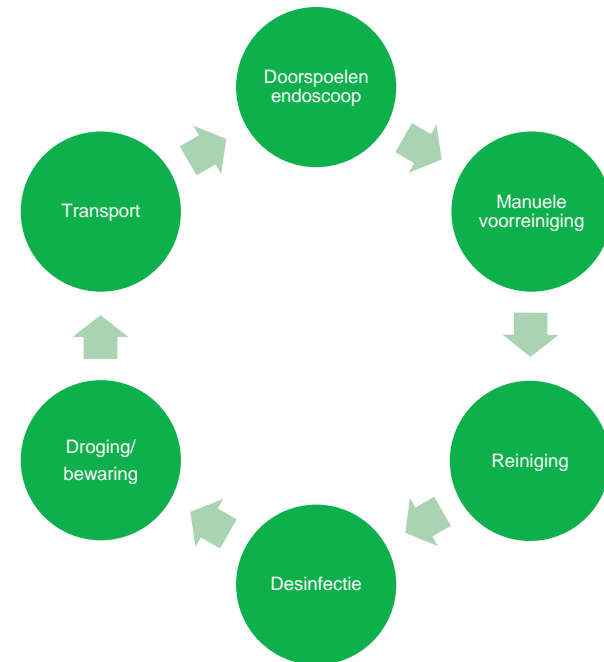 Doorspoelen
endoscoop
Manuele
voorreiniging
Reiniging
Desinfectie
Droging/
bewaring
Transport